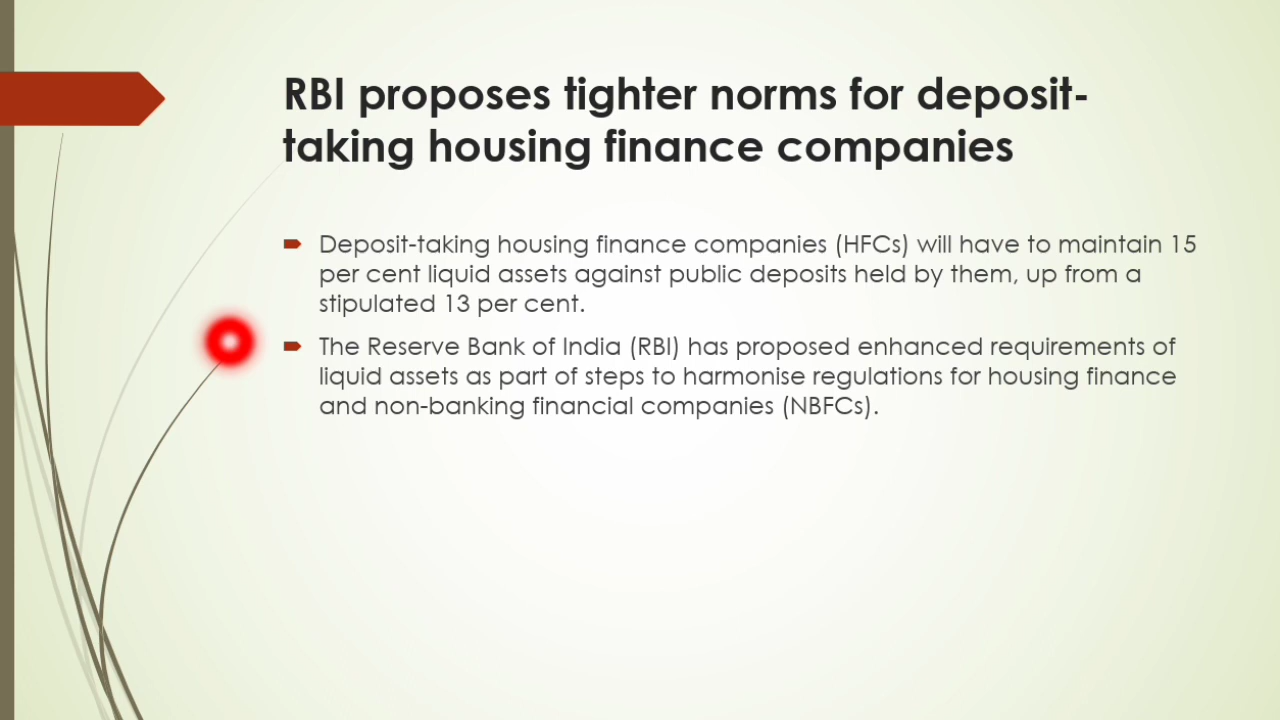 RBI proposes tighter norms for deposit-
taking housing finance companies
Deposit-taking housing finance companies (HFCs) will have to maintain 15
per cent liquid assets against public deposits held by them, up from a
stipulated 13 per cent.
The Reserve Bank of India (RBI) has proposed enhanced requirements of
liquid assets as part of steps to harmonise regulations for housing finance
and non-banking financial companies (NBFCs).